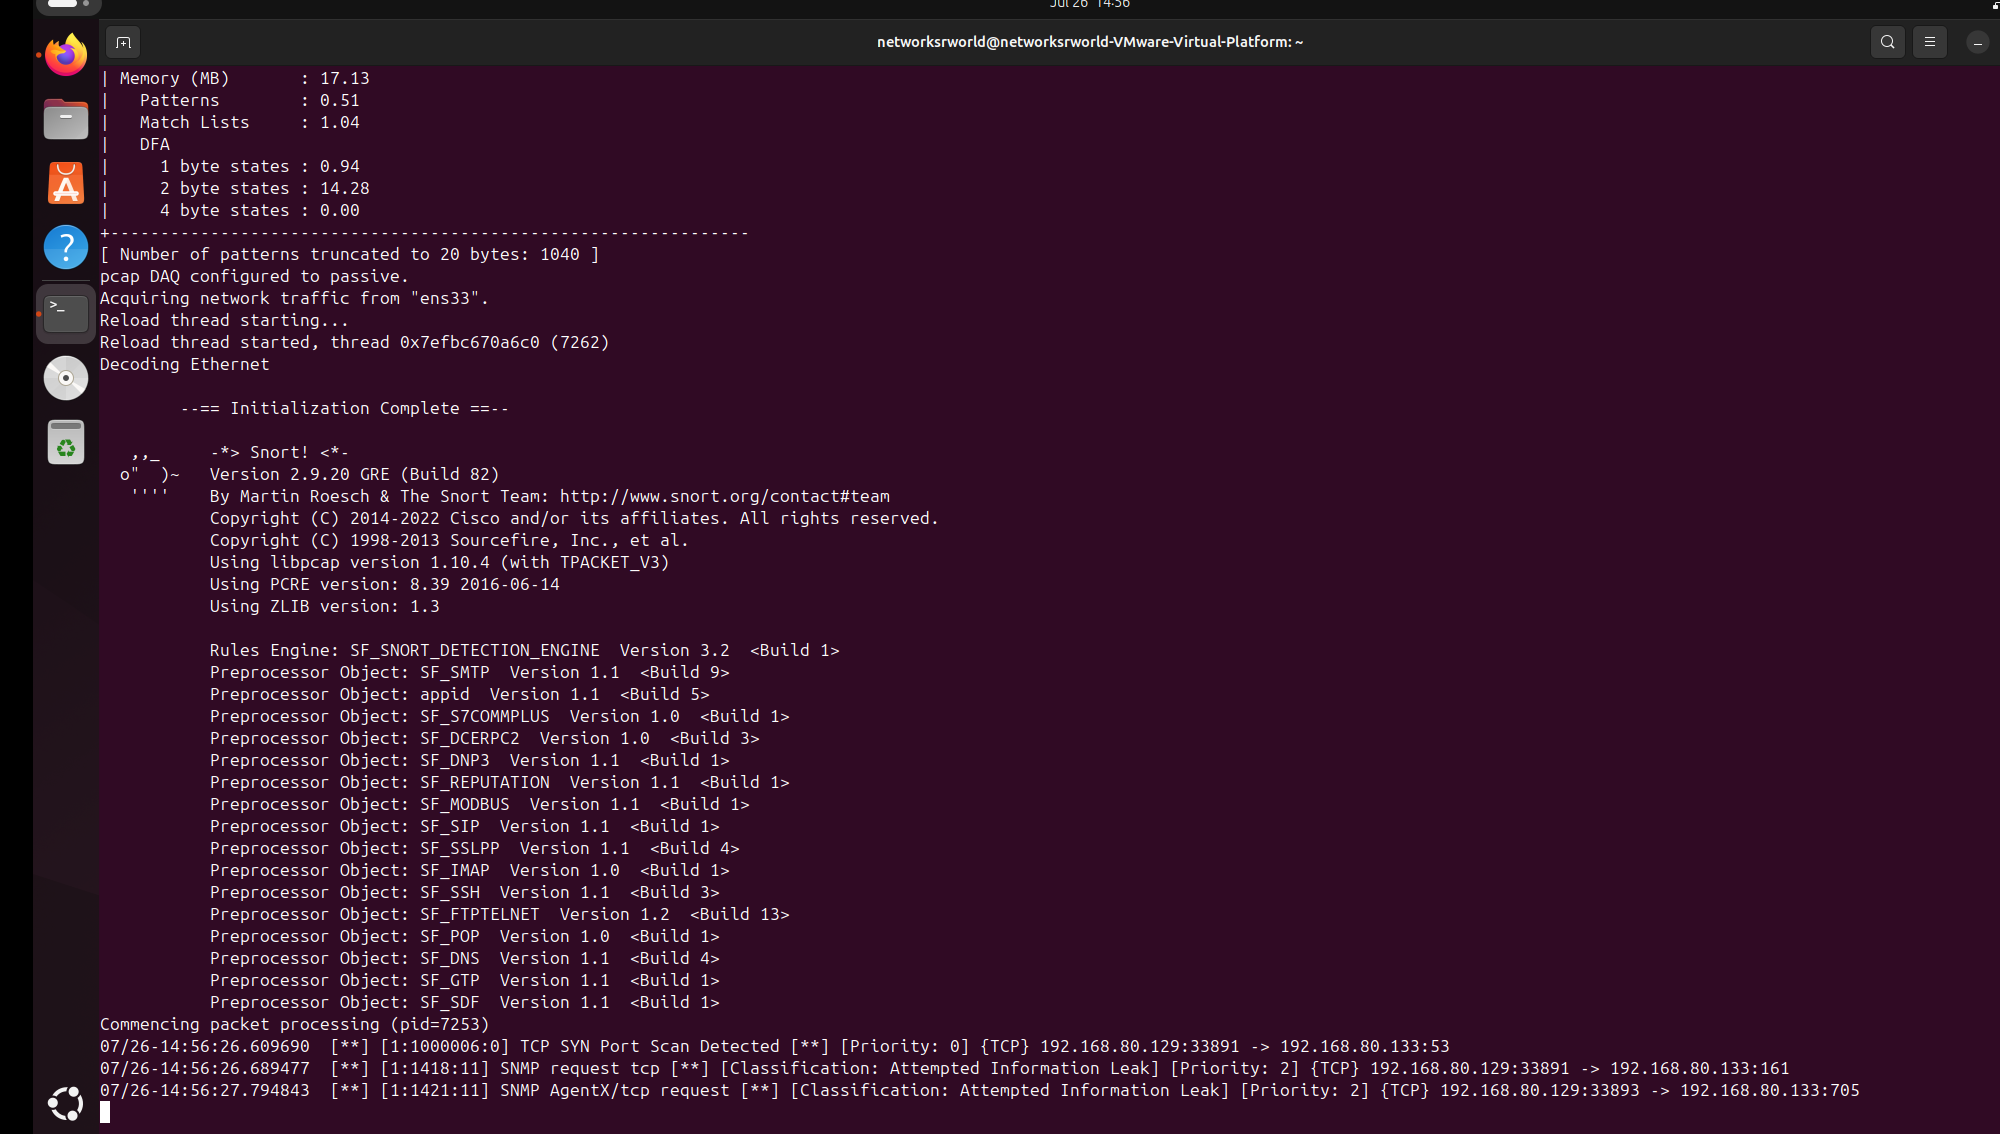 Jul 26 14:56
networksrworld@networksrworld-VMware-Virtual-Platform: ~
| Memory (MB)       : 17.13
|   Patterns        : 0.51
|   Match Lists     : 1.04
|   DFA
|     1 byte states : 0.94
|     2 byte states : 14.28
|     4 byte states : 0.00
+----------------------------------------------------------------
[ Number of patterns truncated to 20 bytes: 1040 ]
pcap DAQ configured to passive.
Acquiring network traffic from "ens33".
Reload thread starting...
Reload thread started, thread 0x7efbc670a6c0 (7262)
Decoding Ethernet
        --== Initialization Complete ==--
   ,,_     -*> Snort! <*-
  o"  )~   Version 2.9.20 GRE (Build 82)
   ''''    By Martin Roesch & The Snort Team: http://www.snort.org/contact#team
           Copyright (C) 2014-2022 Cisco and/or its affiliates. All rights reserved.
           Copyright (C) 1998-2013 Sourcefire, Inc., et al.
           Using libpcap version 1.10.4 (with TPACKET_V3)
           Using PCRE version: 8.39 2016-06-14
           Using ZLIB version: 1.3
           Rules Engine: SF_SNORT_DETECTION_ENGINE  Version 3.2  <Build 1>
           Preprocessor Object: SF_SMTP  Version 1.1  <Build 9>
           Preprocessor Object: appid  Version 1.1  <Build 5>
           Preprocessor Object: SF_S7COMMPLUS  Version 1.0  <Build 1>
           Preprocessor Object: SF_DCERPC2  Version 1.0  <Build 3>
           Preprocessor Object: SF_DNP3  Version 1.1  <Build 1>
           Preprocessor Object: SF_REPUTATION  Version 1.1  <Build 1>
           Preprocessor Object: SF_MODBUS  Version 1.1  <Build 1>
           Preprocessor Object: SF_SIP  Version 1.1  <Build 1>
           Preprocessor Object: SF_SSLPP  Version 1.1  <Build 4>
           Preprocessor Object: SF_IMAP  Version 1.0  <Build 1>
           Preprocessor Object: SF_SSH  Version 1.1  <Build 3>
           Preprocessor Object: SF_FTPTELNET  Version 1.2  <Build 13>
           Preprocessor Object: SF_POP  Version 1.0  <Build 1>
           Preprocessor Object: SF_DNS  Version 1.1  <Build 4>
           Preprocessor Object: SF_GTP  Version 1.1  <Build 1>
           Preprocessor Object: SF_SDF  Version 1.1  <Build 1>
Commencing packet processing (pid=7253)
07/26-14:56:26.609690  [**] [1:1000006:0] TCP SYN Port Scan Detected [**] [Priority: 0] {TCP} 192.168.80.129:33891 -> 192.168.80.133:53
07/26-14:56:26.689477  [**] [1:1418:11] SNMP request tcp [**] [Classification: Attempted Information Leak] [Priority: 2] {TCP} 192.168.80.129:33891 -> 192.168.80.133:161
07/26-14:56:27.794843  [**] [1:1421:11] SNMP AgentX/tcp request [**] [Classification: Attempted Information Leak] [Priority: 2] {TCP} 192.168.80.129:33893 -> 192.168.80.133:705